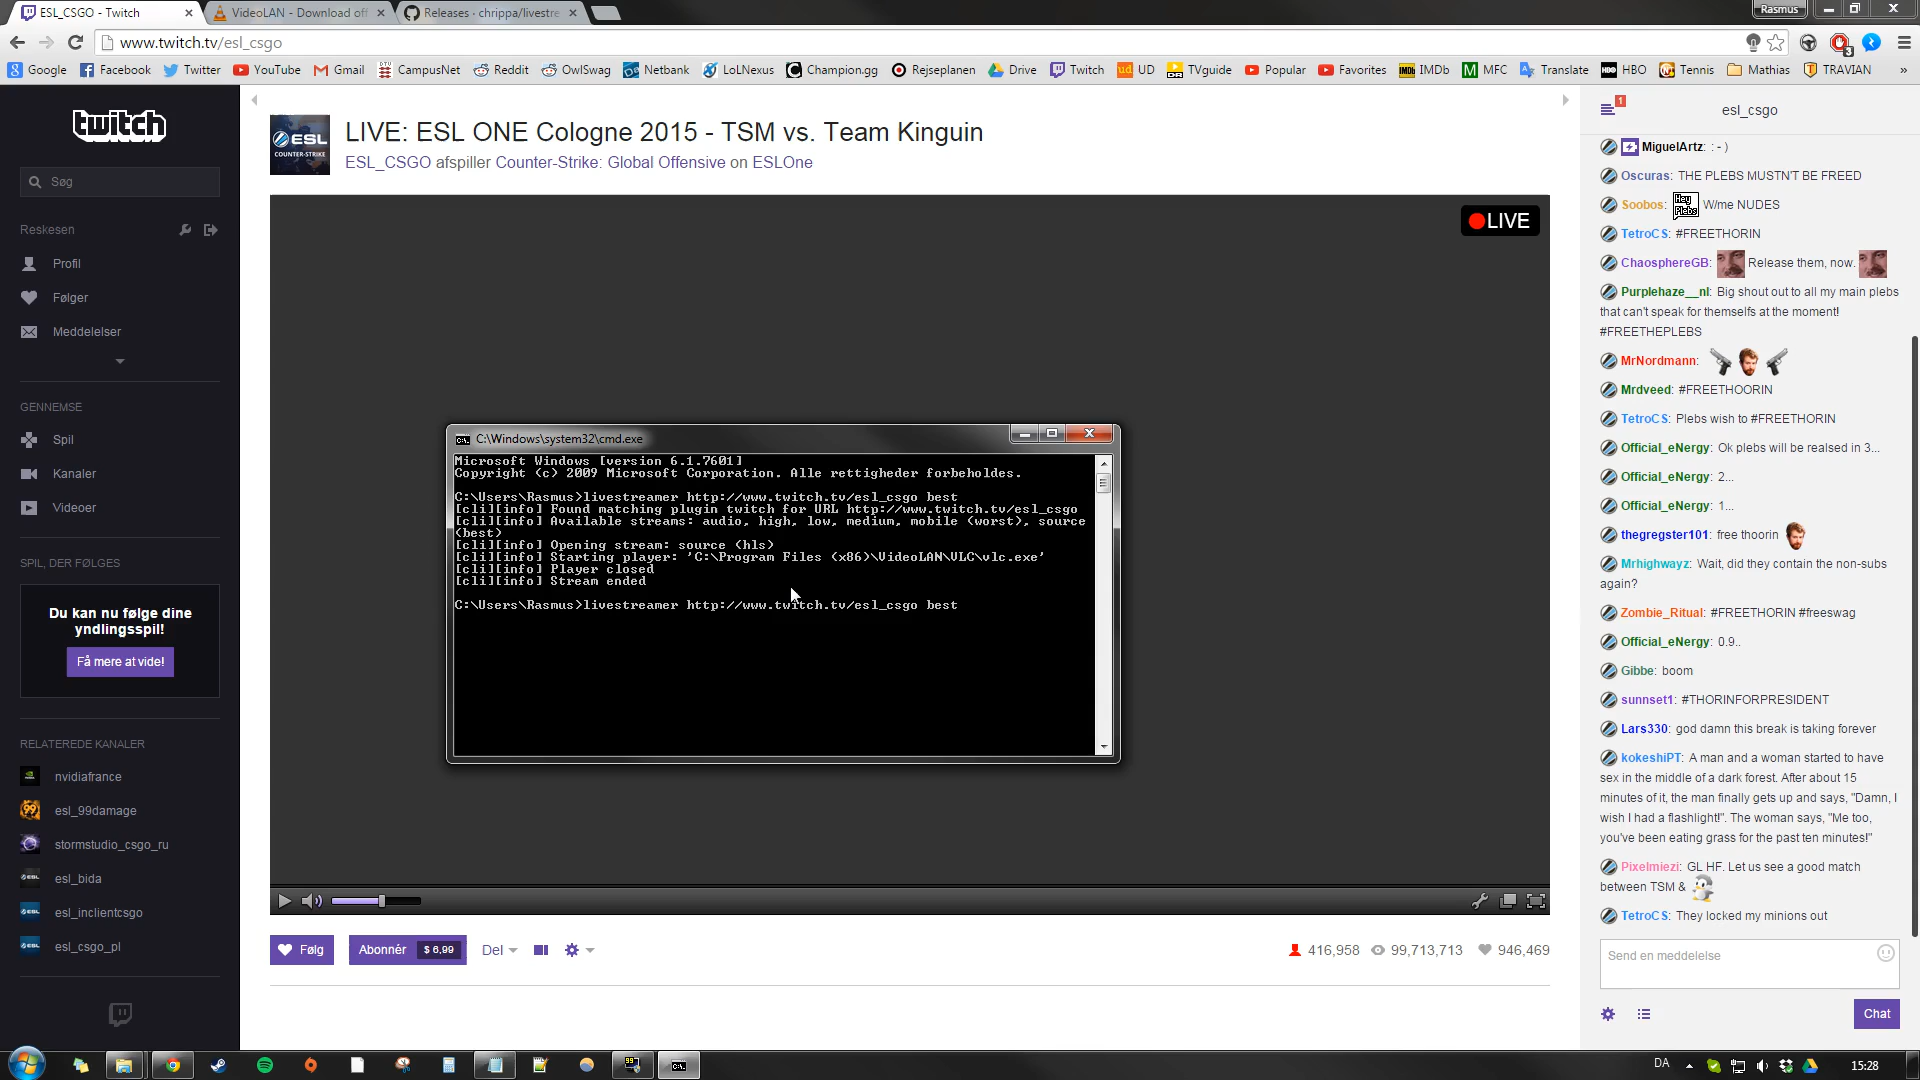 ESL_CSGO - Twitch
VideoLAN - Download off
Releases · chrippa/livestre
Rasmus
www.twitch.tv/esl_csgo
3
Google
Facebook
Twitter
YouTube
Gmail
CampusNet
Reddit
OwlSwag
Netbank
LoLNexus
Champion.gg
Rejseplanen
Drive
Twitch
UD
TVguide
Popular
Favorites
IMDb
MFC
Translate
HBO
Tennis
Mathias
TRAVIAN
»
twitch
Søg
Reskesen
Profil
Følger
Meddelelser
GENNEMSE
Spil
Kanaler
Videoer
SPIL, DER FØLGES
Du kan nu følge dine
yndlingsspil!
Få mere at vide!
RELATEREDE KANALER
nvidiafrance
esl_99damage
stormstudio_csgo_ru
esl_bida
esl_inclientcsgo
esl_csgo_pl
ESL
COUNTER-STRIKE
LIVE: ESL ONE Cologne 2015 - TSM vs. Team Kinguin
ESL_CSGO afspiller Counter-Strike: Global Offensive on ESLOne
LIVE
C:\Windows\system32\cmd.exe
Microsoft Windows [version 6.1.7601]
Copyright (c) 2009 Microsoft Corporation. Alle rettigheder forbeholdes.
C:\Users\Rasmus>livestreamer http://www.twitch.tv/esl_csgo best
[cli][info] Found matching plugin twitch for URL http://www.twitch.tv/esl_csgo
[cli][info] Available streams: audio, high, low, medium, mobile (worst), source
(best)
[cli][info] Opening stream: source (hls)
[cli][info] Starting player: 'C:\Program Files (x86)\VideoLAN\VLC\vlc.exe'
[cli][info] Player closed
[cli][info] Stream ended
C:\Users\Rasmus>livestreamer http://www.twitch.tv/esl_csgo best
Følg
Abonnér
$ 6,99
Del
416,958
99,713,713
946,469
1
esl_csgo
MiguelArtz: :-)
Oscuras: THE PLEBS MUSTN'T BE FREED
Soobos: Hey Plebs W/me NUDES
TetroCS: #FREETHORIN
ChaosphereGB: Release them, now.
Purplehaze__nl: Big shout out to all my main plebs
that can't speak for themselfs at the moment!
#FREETHEPLEBS
MrNordmann:
Mrdveed: #FREETHOORIN
TetroCS: Plebs wish to #FREETHORIN
Official_eNergy: Ok plebs will be realsed in 3...
Official_eNergy: 2...
Official_eNergy: 1...
thegregster101: free thoorin
Mrhighwayz: Wait, did they contain the non-subs
again?
Zombie_Ritual: #FREETHORIN #freeswag
Official_eNergy: 0.9..
Gibbe: boom
sunnset1: #THORINFORPRESIDENT
Lars330: god damn this break is taking forever
kokeshiPT: A man and a woman started to have
sex in the middle of a dark forest. After about 15
minutes of it, the man finally gets up and says, "Damn, I
wish I had a flashlight!". The woman says, "Me too,
you've been eating grass for the past ten minutes!"
Pixelmiezi: GL HF. Let us see a good match
between TSM &
TetroCS: They locked my minions out
Send en meddelelse
Chat
DA
15:28